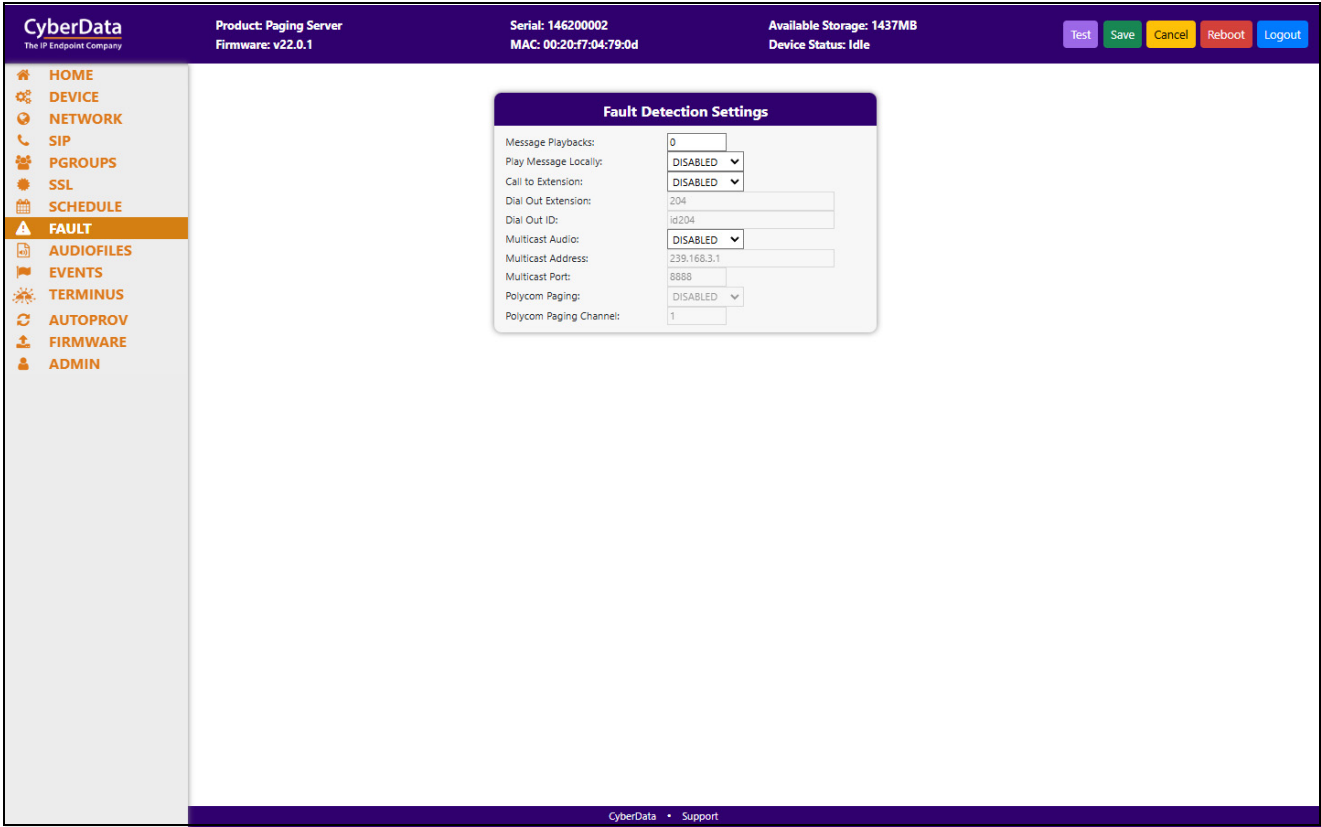 CyberData
The IP Endpoint Company
Product: Paging Server
Firmware: v22.0.1
Serial: 146200002
MAC: 00:20:f7:04:79:0d
Available Storage: 1437MB
Device Status: Idle
Test Save Cancel Reboot Logout
HOME
DEVICE
NETWORK
SIP
PGROUPS
SSL
SCHEDULE
FAULT
AUDIOFILES
EVENTS
TERMINUS
AUTOPROV
FIRMWARE
ADMIN
Fault Detection Settings
Message Playbacks: 0
Play Message Locally: DISABLED
Call to Extension: DISABLED
Dial Out Extension: 204
Dial Out ID: id204
Multicast Audio: DISABLED
Multicast Address: 239.168.3.1
Multicast Port: 8888
Polycom Paging: DISABLED
Polycom Paging Channel: 1
CyberData • Support